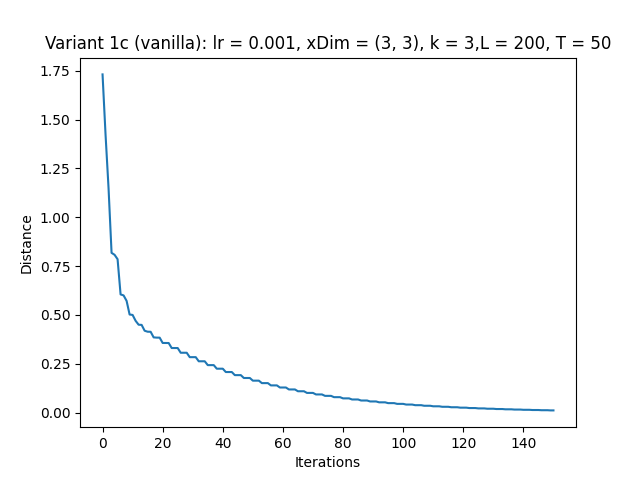 Variant 1c (vanilla): lr = 0.001, xDim = (3, 3), k = 3,L = 200, T = 50
1.75
1.50
1.25
1.00
0.75
0.50
0.25
0.00
Distance
0 20 40 60 80 100 120 140
Iterations